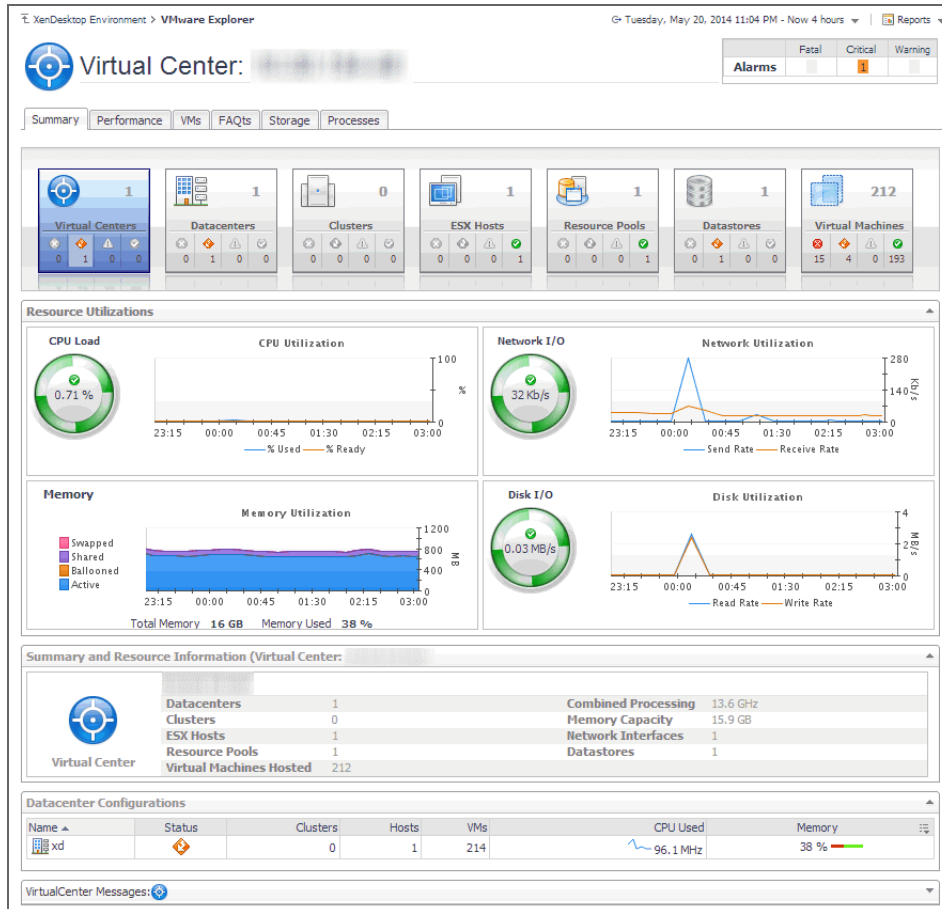 XenDesktop Environment > VMware Explorer
Tuesday, May 20, 2014 11:04 PM - Now 4 hours | Reports
Virtual Center:
Fatal Critical Warning
Alarms 1
Summary Performance VMs FAQts Storage Processes
1 1 0 1 1 1 212
Virtual Centers Datacenters Clusters ESX Hosts Resource Pools Datastores Virtual Machines
0 1 0 0 0 1 0 0 0 0 0 0 0 0 0 1 0 0 0 1 0 1 0 0 15 4 0 193
Resource Utilizations
CPU Load
CPU Utilization
0.71 %
100
%
0
23:15 00:00 00:45 01:30 02:15 03:00
% Used % Ready
Network I/O
Network Utilization
32 Kb/s
280
140
Kb/s
0
23:15 00:00 00:45 01:30 02:15 03:00
Send Rate Receive Rate
Memory
Memory Utilization
Swapped
Shared
Ballooned
Active
1200
800
400
0
MB
23:15 00:00 00:45 01:30 02:15 03:00
Total Memory 16 GB Memory Used 38 %
Disk I/O
Disk Utilization
0.03 MB/s
4
2
MB/s
0
23:15 00:00 00:45 01:30 02:15 03:00
Read Rate Write Rate
Summary and Resource Information (Virtual Center:
Datacenters 1 Combined Processing 13.6 GHz
Clusters 0 Memory Capacity 15.9 GB
ESX Hosts 1 Network Interfaces 1
Resource Pools 1 Datastores 1
Virtual Machines Hosted 212
Virtual Center
Datacenter Configurations
Name Status Clusters Hosts VMs CPU Used Memory
xd 0 1 214 96.1 MHz 38 %
VirtualCenter Messages: